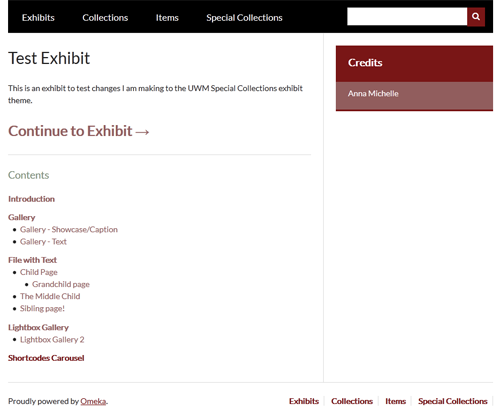 Exhibits Collections Items Special Collections
Test Exhibit
This is an exhibit to test changes I am making to the UWM Special Collections exhibit
theme.
Continue to Exhibit →
Contents
Introduction
Gallery
Gallery - Showcase/Caption
Gallery - Text
File with Text
Child Page
Grandchild page
The Middle Child
Sibling page!
Lightbox Gallery
Lightbox Gallery 2
Shortcodes Carousel
Credits
Anna Michelle
Proudly powered by Omeka.
Exhibits Collections Items Special Collections